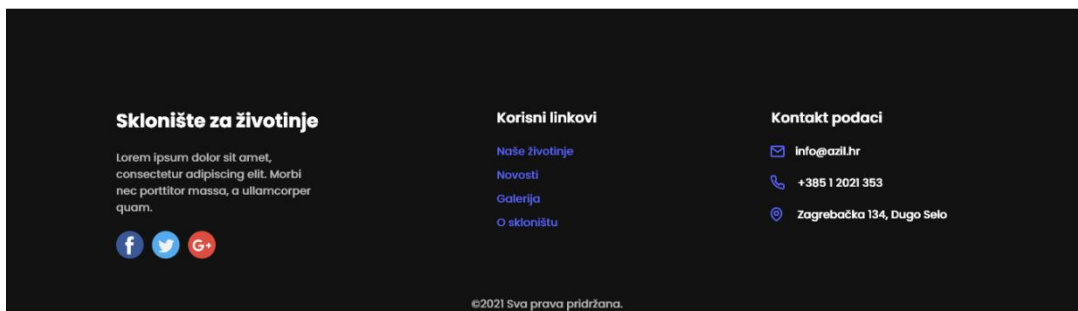 Sklonište za životinje
Lorem ipsum dolor sit amet,
consectetur adipiscing elit. Morbi
nec porttitor massa, a ullamcorper
quam.
f
G+
Korisni linkovi
Naše životinje
Novosti
Galerija
O skloništu
Kontakt podaci
info@azil.hr
+385 1 2021 353
Zagrebačka 134, Dugo Selo
©2021 Sva prava pridržana.